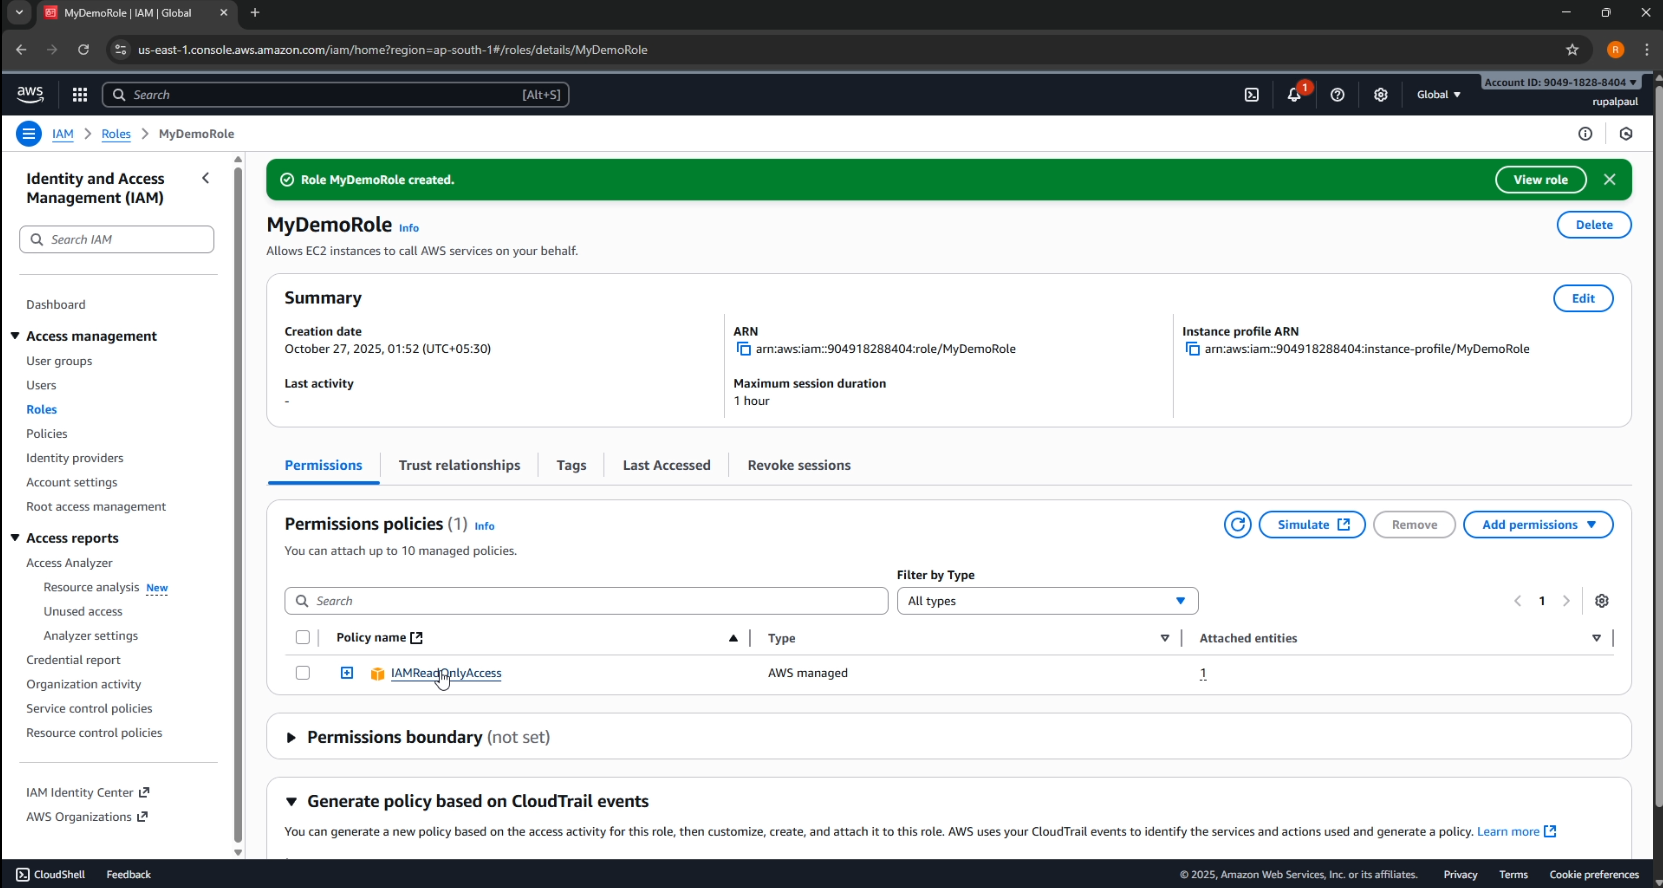 MyDemoRole | IAM | Global
us-east-1.console.aws.amazon.com/iam/home?region=ap-south-1#/roles/details/MyDemoRole
R
aws
Search [Alt+S]
1
Global
Account ID: 9049-1828-8404
rupalpaul
IAM > Roles > MyDemoRole
Identity and Access
Management (IAM)
Search IAM
Dashboard
Access management
User groups
Users
Roles
Policies
Identity providers
Account settings
Root access management
Access reports
Access Analyzer
Resource analysis New
Unused access
Analyzer settings
Credential report
Organization activity
Service control policies
Resource control policies
IAM Identity Center
AWS Organizations
Role MyDemoRole created.
View role
MyDemoRole Info
Delete
Allows EC2 instances to call AWS services on your behalf.
Summary
Edit
Creation date
October 27, 2025, 01:52 (UTC+05:30)
Last activity
-
ARN
arn:aws:iam::904918288404:role/MyDemoRole
Maximum session duration
1 hour
Instance profile ARN
arn:aws:iam::904918288404:instance-profile/MyDemoRole
Permissions Trust relationships Tags Last Accessed Revoke sessions
Permissions policies (1) Info
Simulate Remove Add permissions
You can attach up to 10 managed policies.
Filter by Type
Search All types 1
Policy name Type Attached entities
IAMReadOnlyAccess AWS managed 1
Permissions boundary (not set)
Generate policy based on CloudTrail events
You can generate a new policy based on the access activity for this role, then customize, create, and attach it to this role. AWS uses your CloudTrail events to identify the services and actions used and generate a policy. Learn more
CloudShell Feedback © 2025, Amazon Web Services, Inc. or its affiliates. Privacy Terms Cookie preferences